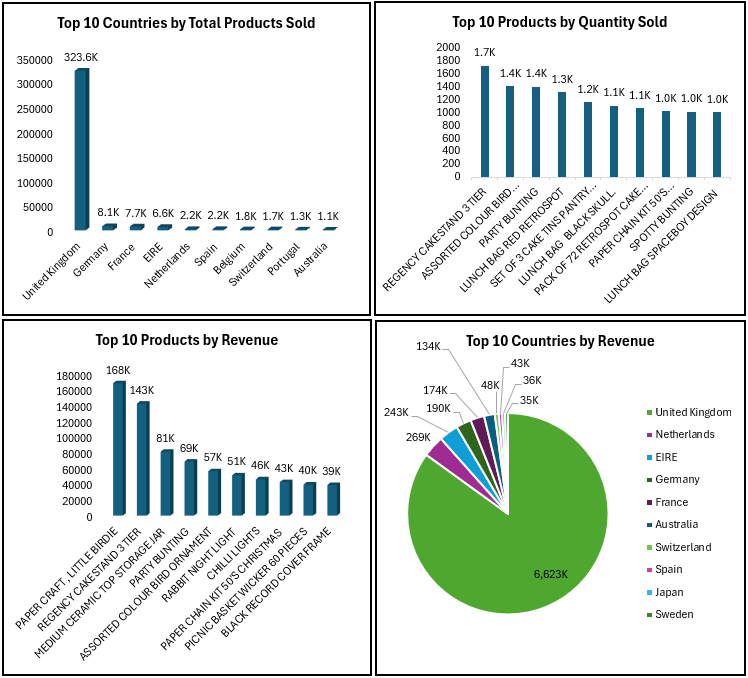 Top 10 Countries by Total Products Sold
350000
300000
250000
200000
150000
100000
50000
0
323.6K
8.1K
7.7K
6.6K
2.2K
2.2K
1.8K
1.7K
1.3K
1.1K
United Kingdom
Germany
France
EIRE
Netherlands
Spain
Belgium
Switzerland
Portugal
Australia
Top 10 Products by Quantity Sold
2000
1800
1600
1400
1200
1000
800
600
400
200
0
1.7K
1.4K
1.4K
1.3K
1.2K
1.1K
1.1K
1.0K
1.0K
1.0K
REGENCY CAKESTAND 3 TIER
ASSORTED COLOUR BIRD...
PARTY BUNTING
LUNCH BAG RED RETROSPOT
SET OF 3 CAKE TINS PANTRY...
LUNCH BAG BLACK SKULL.
PACK OF 72 RETROSPOT CAKE...
PAPER CHAIN KIT 50'S...
SPOTTY BUNTING
LUNCH BAG SPACEBOY DESIGN
Top 10 Products by Revenue
180000
160000
140000
120000
100000
80000
60000
40000
20000
0
168K
143K
81K
69K
57K
51K
46K
43K
40K
39K
PAPER CRAFT , LITTLE BIRDIE
REGENCY CAKESTAND 3 TIER
MEDIUM CERAMIC TOP STORAGE JAR
PARTY BUNTING
ASSORTED COLOUR BIRD ORNAMENT
RABBIT NIGHT LIGHT
CHILLI LIGHTS
PAPER CHAIN KIT 50'S CHRISTMAS
PICNIC BASKET WICKER 60 PIECES
BLACK RECORD COVER FRAME
Top 10 Countries by Revenue
6,623K
269K
243K
190K
174K
134K
48K
43K
36K
35K
United Kingdom
Netherlands
EIRE
Germany
France
Australia
Switzerland
Spain
Japan
Sweden